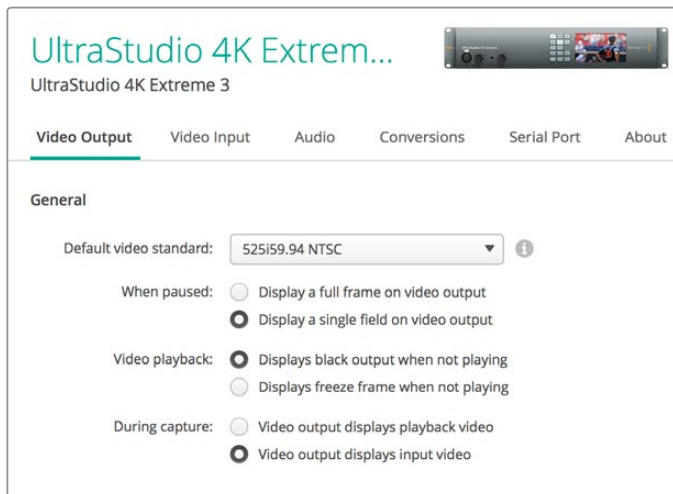 UltraStudio 4K Extrem...
UltraStudio 4K Extreme 3
Video Output Video Input Audio Conversions Serial Port About
General
Default video standard: 525i59.94 NTSC
When paused: Display a full frame on video output
Display a single field on video output
Video playback: Displays black output when not playing
Displays freeze frame when not playing
During capture: Video output displays playback video
Video output displays input video